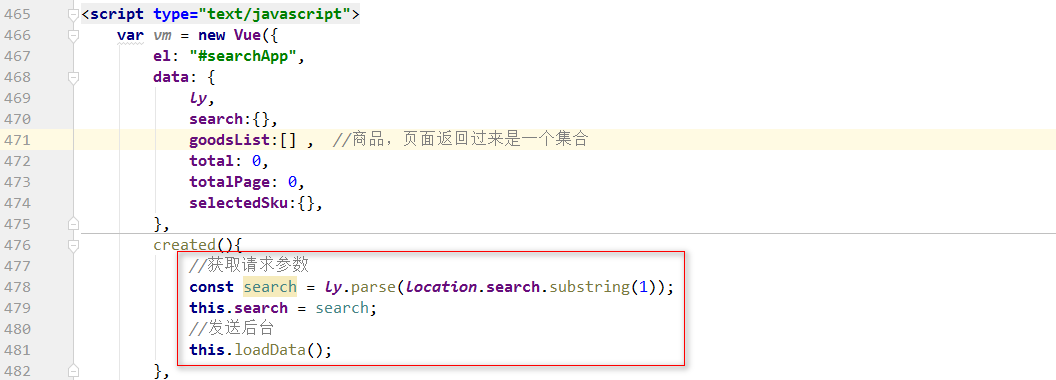 465 <script type="text/javascript">
466 var vm = new Vue({
467 el: "#searchApp",
468 data: {
469 ly,
470 search:{},
471 goodsList:[] , //商品，页面返回过来是一个集合
472 total: 0,
473 totalPage: 0,
474 selectedSku:{},
475 },
476 created(){
477 //获取请求参数
478 const search = ly.parse(location.search.substring(1));
479 this.search = search;
480 //发送后台
481 this.loadData();
482 },